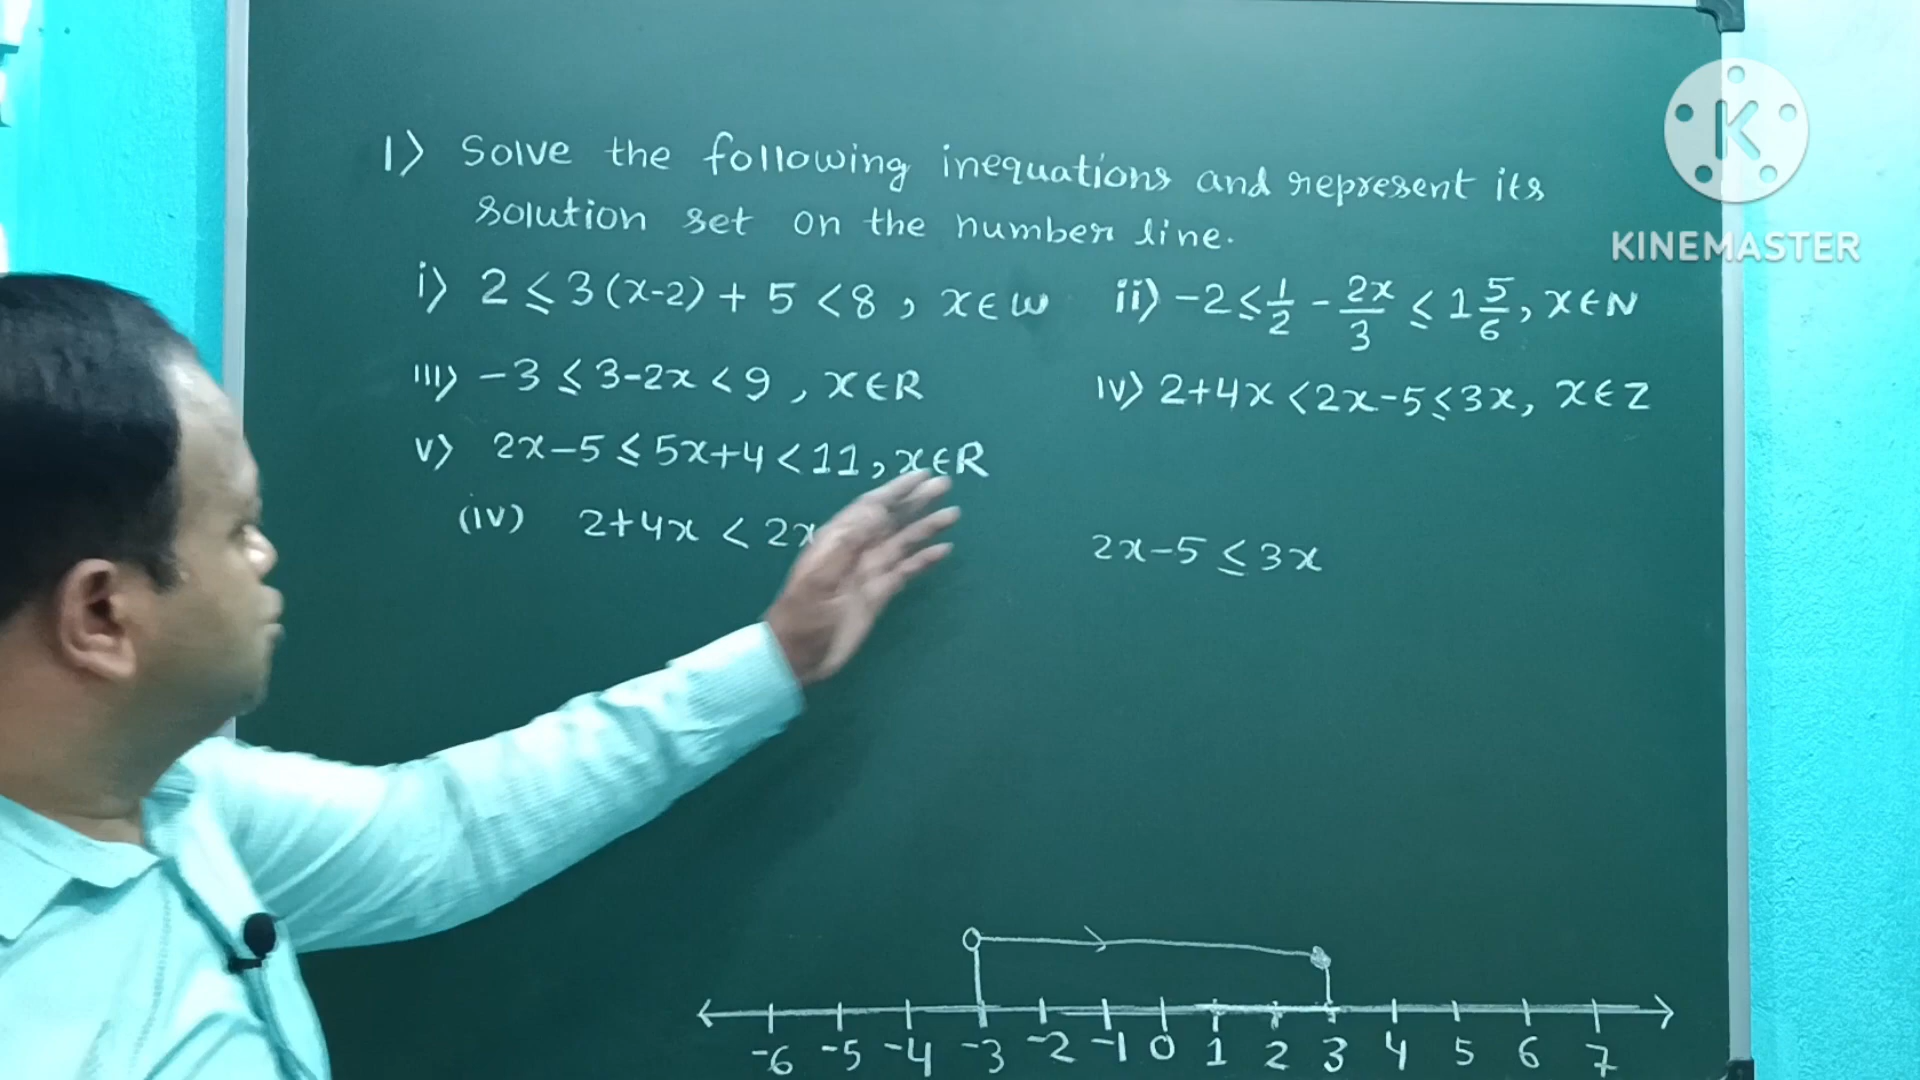 1) Solve the following inequations and represent its
solution set on the number line.
i) 2 ≤ 3(x-2) + 5 < 8 , x∈W
ii) -2 ≤ 1/2 - 2x/3 ≤ 1 5/6, x∈N
iii) -3 ≤ 3-2x < 9 , x∈R
iv) 2+4x < 2x-5 ≤ 3x, x∈Z
v) 2x-5 ≤ 5x+4 < 11, x∈R
(iv) 2+4x < 2x
2x-5 ≤ 3x
-6 -5 -4 -3 -2 -1 0 1 2 3 4 5 6 7
K
KINEMASTER